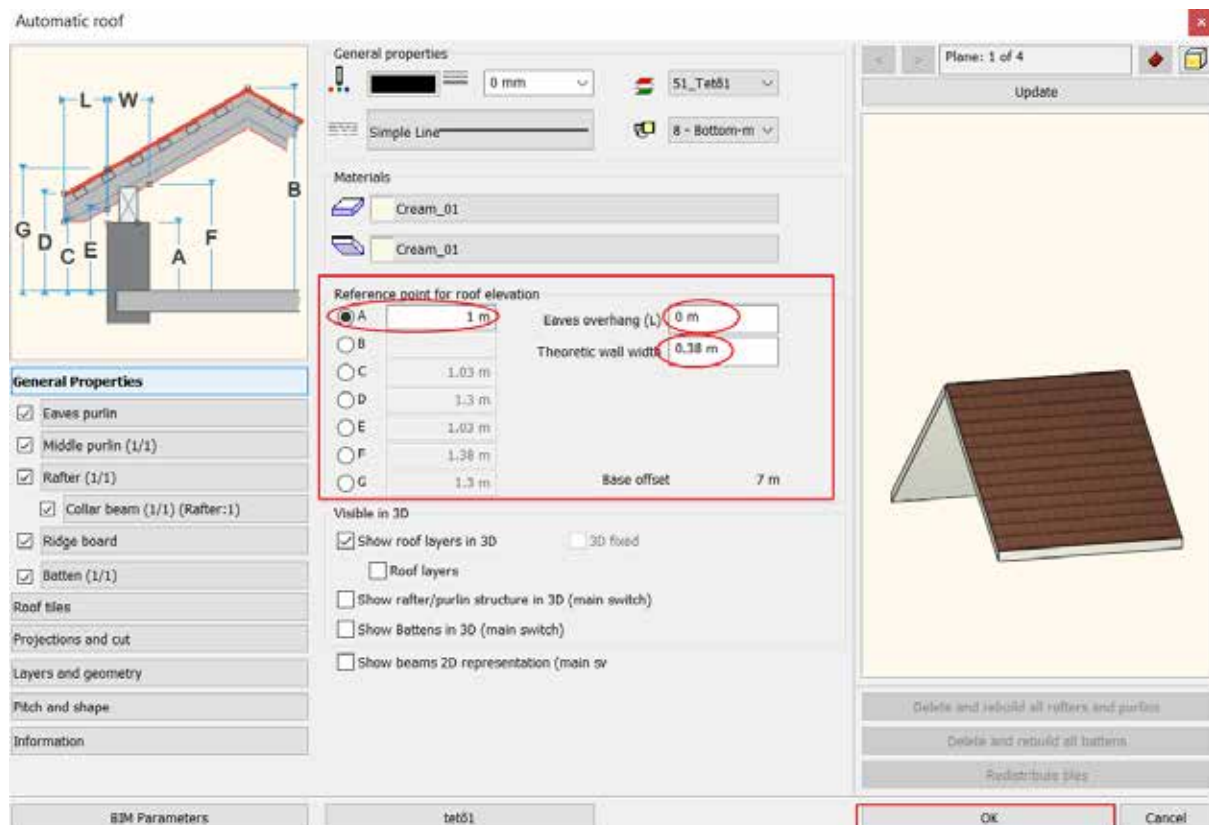 Automatic roof
L W
G D C E A F B
General Properties
Eaves purlin
Middle purlin (1/1)
Rafter (1/1)
Collar beam (1/1) (Rafter:1)
Ridge board
Batten (1/1)
Roof tiles
Projections and cut
Layers and geometry
Pitch and shape
Information
General properties
0 mm
51_Tető1
Simple Line
8 - Bottom-m
Materials
Cream_01
Cream_01
Reference point for roof elevation
A 1 m
B
C 1.03 m
D 1.3 m
E 1.03 m
F 1.38 m
G 1.3 m
Eaves overhang (L) 0 m
Theoretic wall width 0.38 m
Base offset 7 m
Visible in 3D
Show roof layers in 3D 3D fixed
Roof layers
Show rafter/purlin structure in 3D (main switch)
Show Battens in 3D (main switch)
Show beams 2D representation (main sv
Plane: 1 of 4
Update
Delete and rebuild all rafters and purlins
Delete and rebuild all battens
Redistribute tiles
BIM Parameters
tető1
OK
Cancel